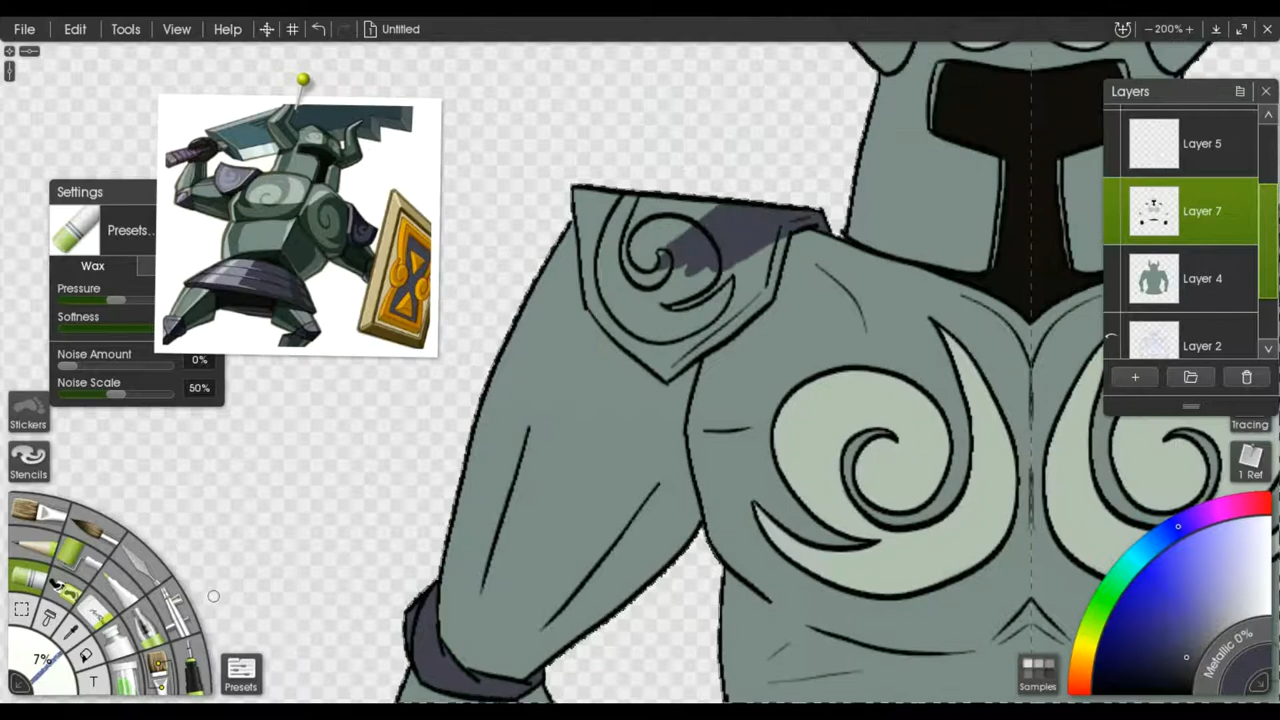 File Edit Tools View Help Untitled 200%
Layers
Layer 5
Settings
Layer 7
Presets...
Wax
Pressure
Layer 4
Softness
Layer 2
Noise Amount 0%
Noise Scale 50%
Stickers
Tracing
Stencils
1 Ref
7%
Metallic 0%
T
Presets
Samples